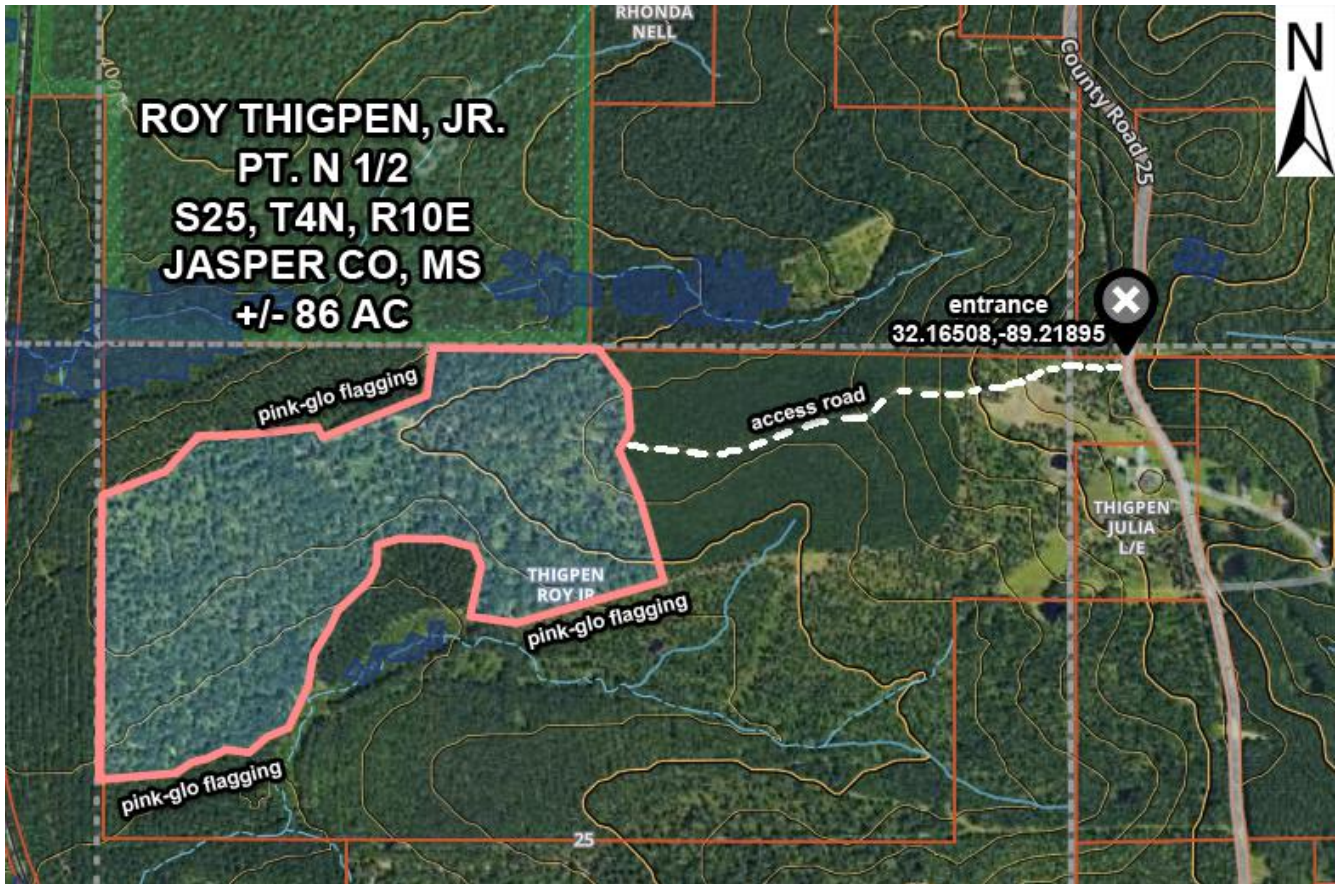 RHONDA
NELL
N
400
County Road 25
ROY THIGPEN, JR.
PT. N 1/2
S25, T4N, R10E
JASPER CO, MS
+/- 86 AC
entrance
32.16508,-89.21895
pink-glo flagging
access road
THIGPEN
JULIA
L/E
THIGPEN
ROY JR
pink-glo flagging
pink-glo flagging
25